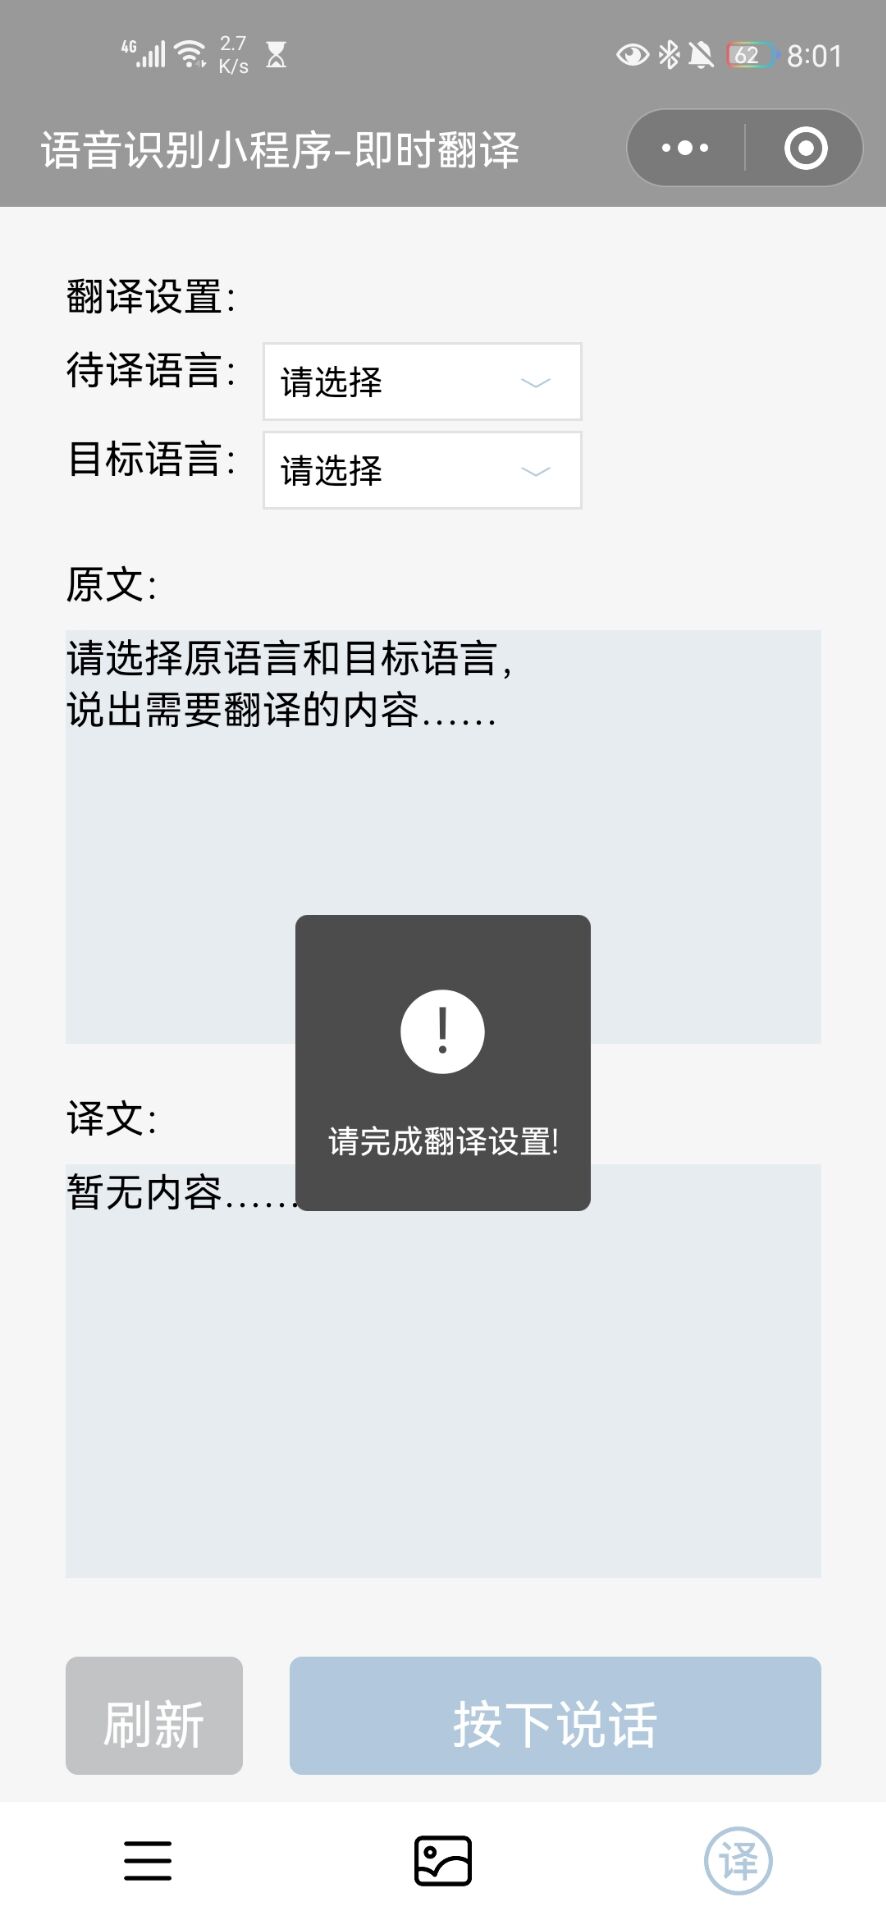 4G 2.7 K/s 62 8:01
语音识别小程序-即时翻译
翻译设置:
待译语言: 请选择
目标语言: 请选择
原文:
请选择原语言和目标语言,
说出需要翻译的内容……
!
译文:
请完成翻译设置!
暂无内容……
刷新 按下说话
译